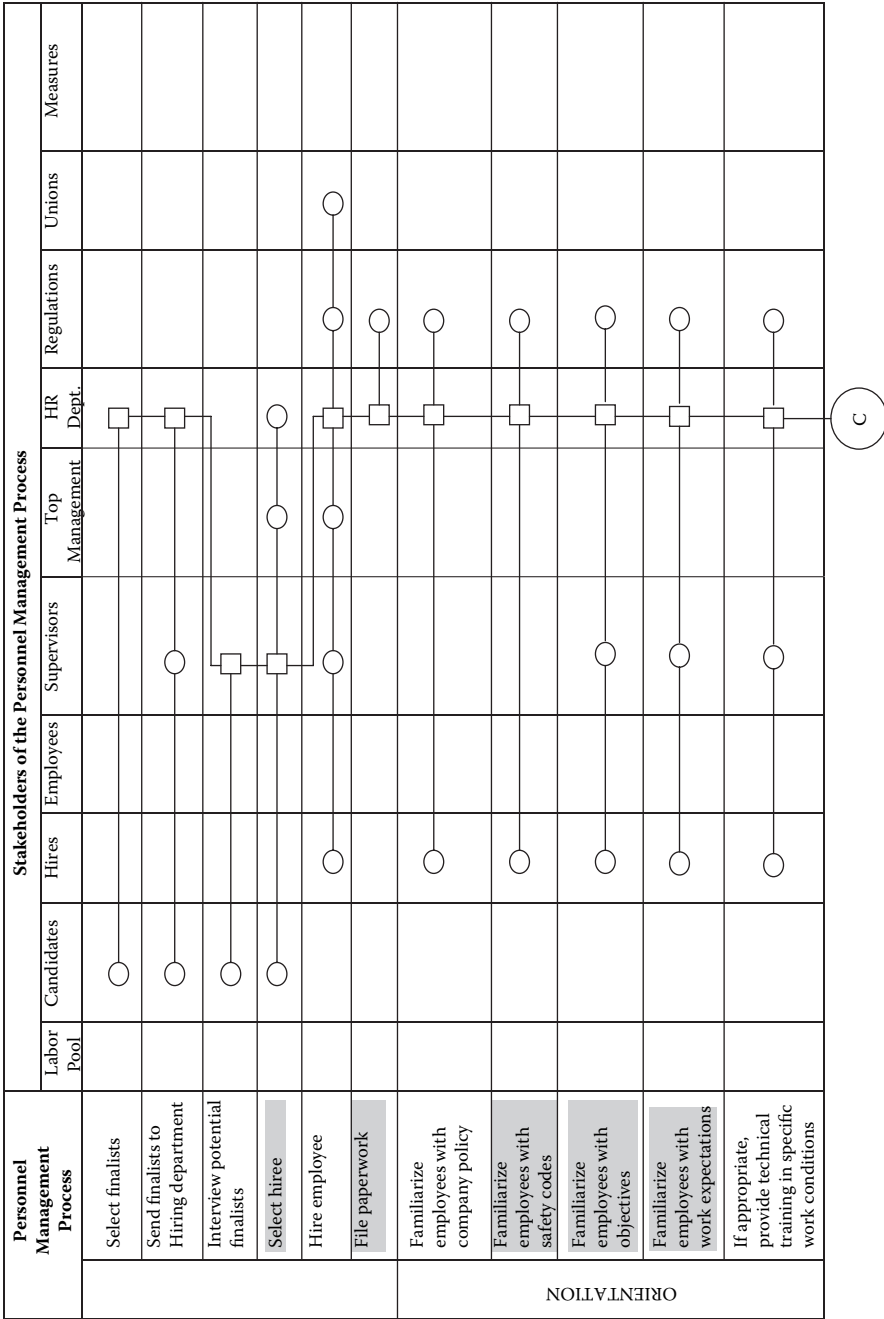 Stakeholders of the Personnel Management Process
Personnel
Management
Process
Labor
Pool
Candidates
Hires
Employees
Supervisors
Top
Management
HR
Dept.
Regulations
Unions
Measures
Select finalists
Send finalists to
Hiring department
Interview potential
finalists
Select hiree
Hire employee
File paperwork
ORIENTATION
Familiarize
employees with
company policy
Familiarize
employees with
safety codes
Familiarize
employees with
objectives
Familiarize
employees with
work expectations
If appropriate,
provide technical
training in specific
work conditions
C